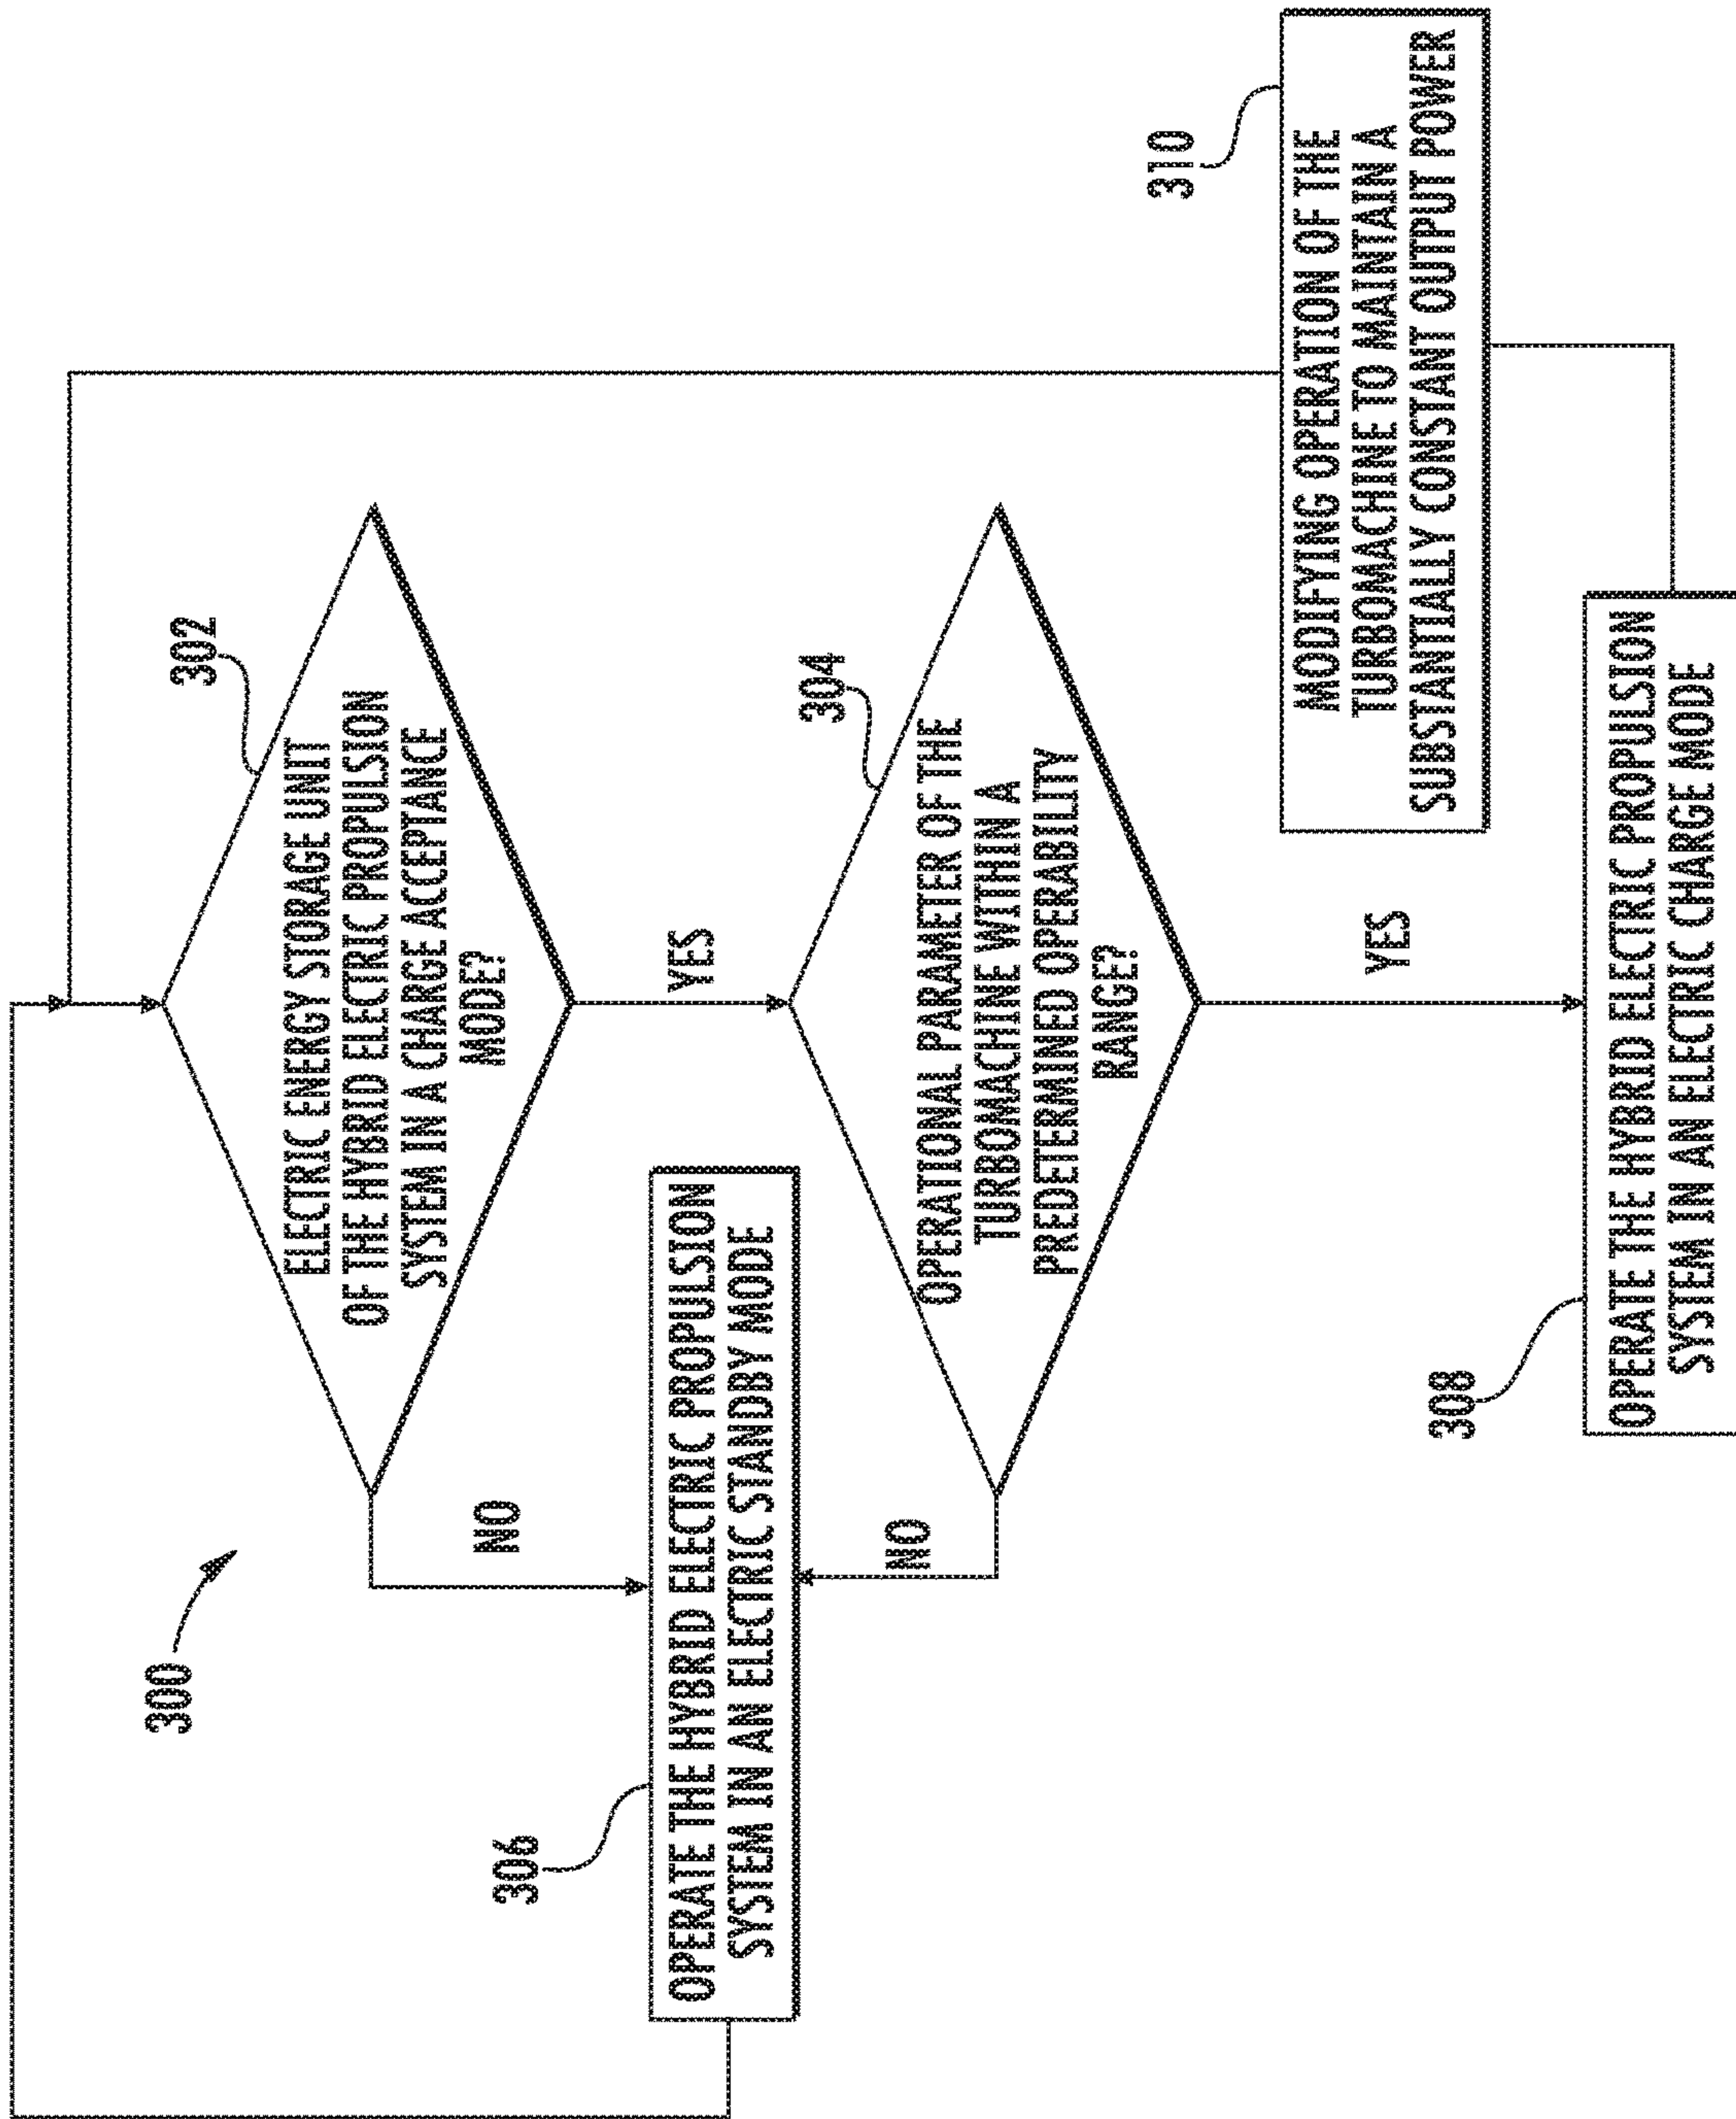 300
302
ELECTRIC ENERGY STORAGE UNIT
OF THE HYBRID ELECTRIC PROPULSION
SYSTEM IN A CHARGE ACCEPTANCE
MODE?
NO
YES
306
OPERATE THE HYBRID ELECTRIC PROPULSION
SYSTEM IN AN ELECTRIC STANDBY MODE
304
OPERATIONAL PARAMETER OF THE
TURBOMACHINE WITHIN A
PREDETERMINED OPERABILITY
RANGE?
NO
YES
310
MODIFYING OPERATION OF THE
TURBOMACHINE TO MAINTAIN A
SUBSTANTIALLY CONSTANT OUTPUT POWER
308
OPERATE THE HYBRID ELECTRIC PROPULSION
SYSTEM IN AN ELECTRIC CHARGE MODE